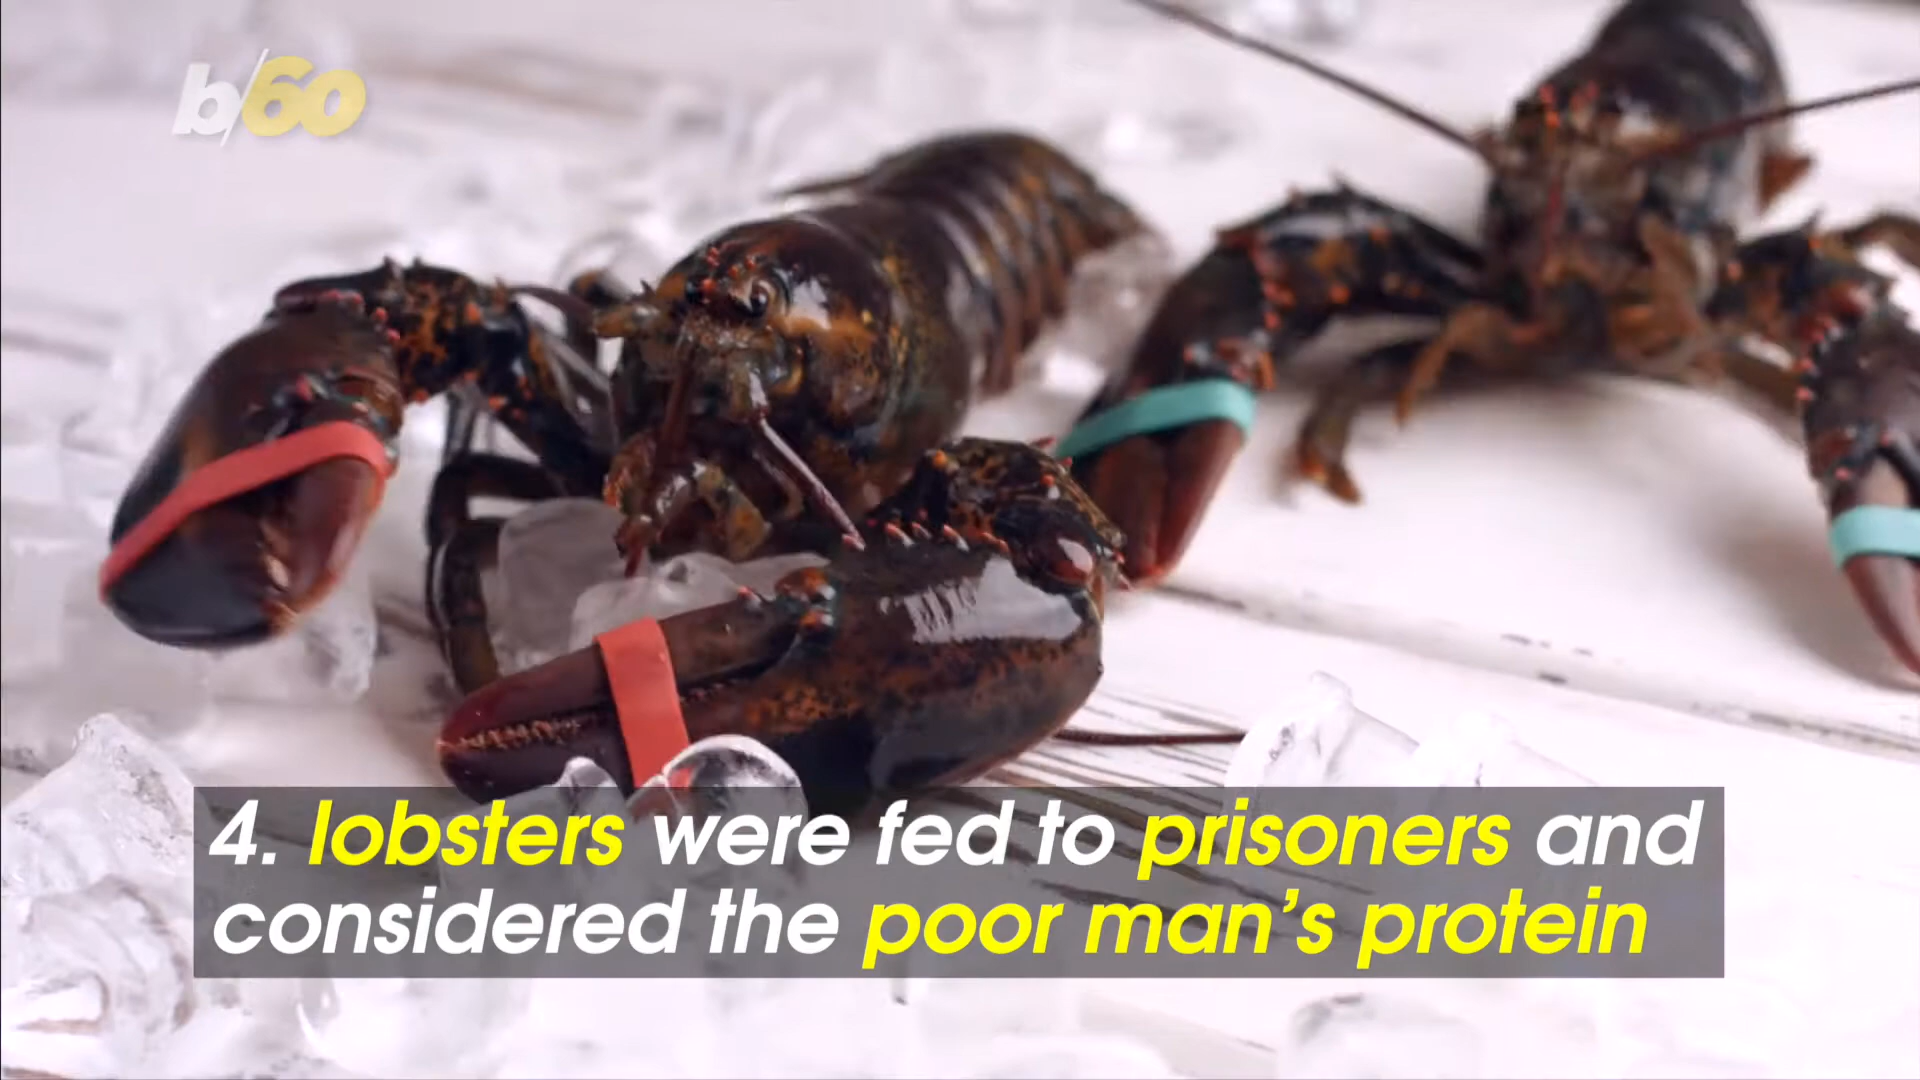 b/60
4. lobsters were fed to prisoners and
considered the poor man's protein